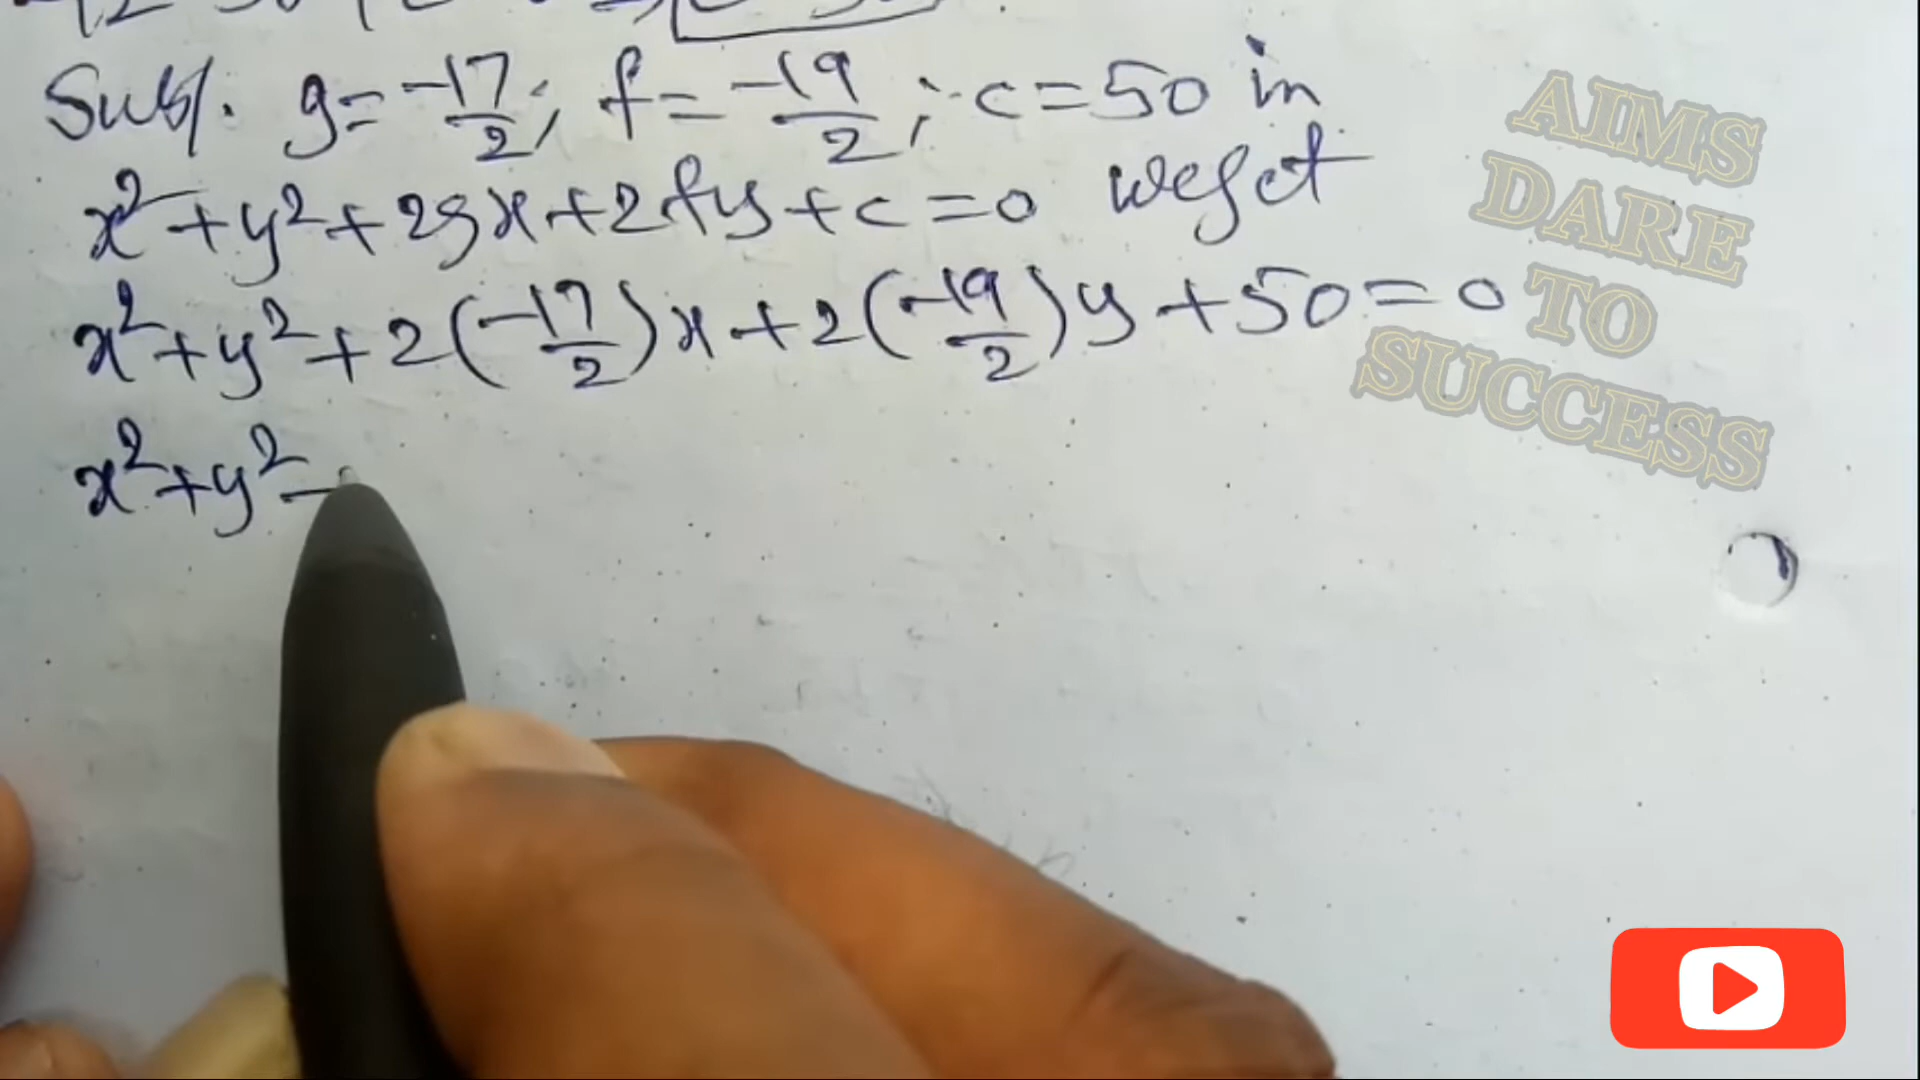 Subs. g = -17/2; f = -19/2; c = 50 in
x² + y² + 2gx + 2fy + c = 0 we get
x² + y² + 2(-17/2)x + 2(-19/2)y + 50 = 0
x² + y² -
AIMS
DARE
TO
SUCCESS